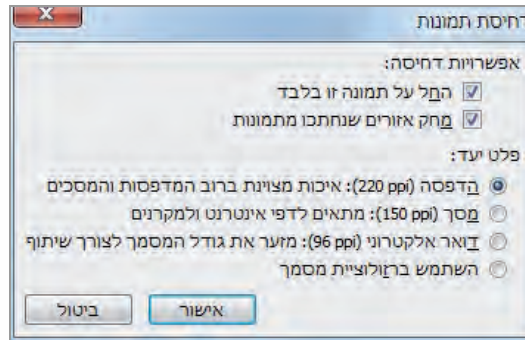 דחיסת תמונות
אפשרויות דחיסה:
החל על תמונה זו בלבד
מחק אזורים שנחתכו מתמונות
פלט יעד:
הדפסה (220 ppi): איכות מצוינת ברוב המדפסות והמסכים
מסך (150 ppi): מתאים לדפי אינטרנט ולמקרנים
דואר אלקטרוני (96 ppi): מזער את גודל המסמך לצורך שיתוף
השתמש ברזולוציית מסמך
אישור ביטול